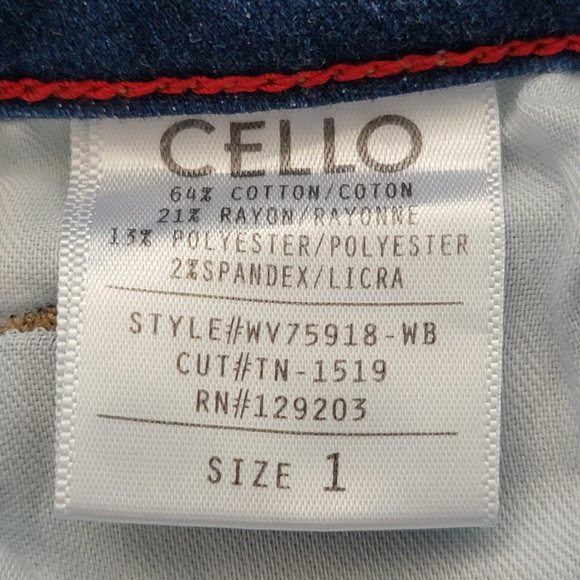 CELLO
64% COTTON/COTON
21% RAYON/RAYONNE
13% POLYESTER/POLYESTER
2%SPANDEX/LICRA
STYLE#WV75918-WB
CUT#TN-1519
RN#129203
SIZE 1